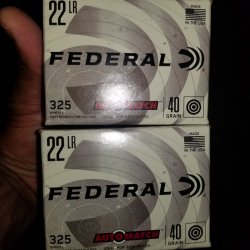 22 LR
MADE
IN THE USA
FEDERAL
325
AUTOMATCH
40
GRAIN
22 LR
MADE
IN THE USA
FEDERAL
325
AUTOMATCH
40
GRAIN